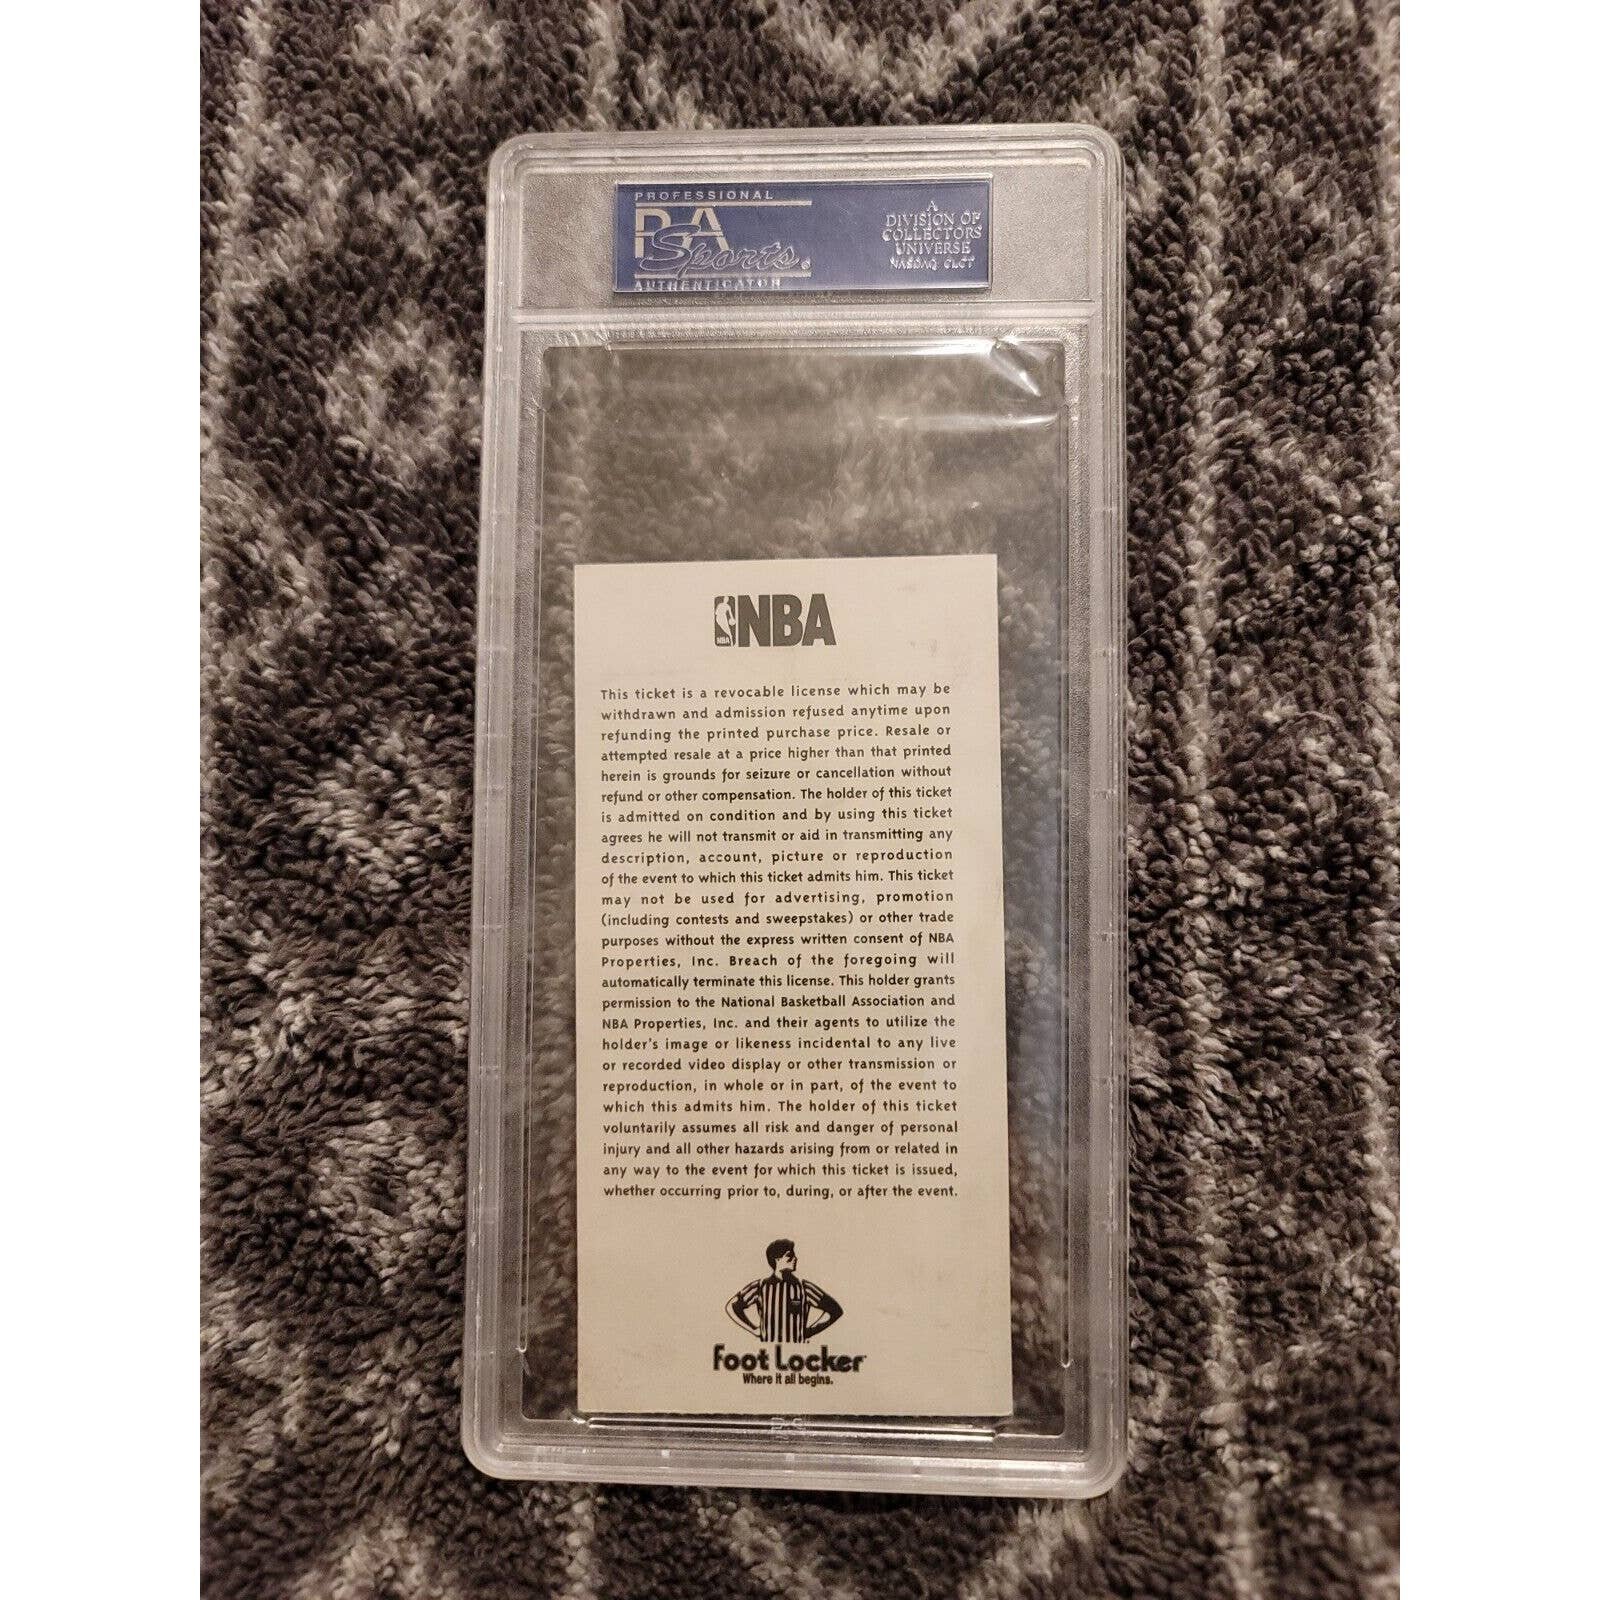 PROFESSIONAL
PSA
Sports
AUTHENTICATOR
A
DIVISION OF
COLLECTORS
UNIVERSE
NASDAQ CLCT
NBA
NBA
This ticket is a revocable license which may be
withdrawn and admission refused anytime upon
refunding the printed purchase price. Resale or
attempted resale at a price higher than that printed
herein is grounds for seizure or cancellation without
refund or other compensation. The holder of this ticket
is admitted on condition and by using this ticket
agrees he will not transmit or aid in transmitting any
description, account, picture or reproduction
of the event to which this ticket admits him. This ticket
may not be used for advertising, promotion
(including contests and sweepstakes) or other trade
purposes without the express written consent of NBA
Properties, Inc. Breach of the foregoing will
automatically terminate this license. This holder grants
permission to the National Basketball Association and
NBA Properties, Inc. and their agents to utilize the
holder's image or likeness incidental to any live
or recorded video display or other transmission or
reproduction, in whole or in part, of the event to
which this admits him. The holder of this ticket
voluntarily assumes all risk and danger of personal
injury and all other hazards arising from or related in
any way to the event for which this ticket is issued,
whether occurring prior to, during, or after the event.
Foot Locker
Where it all begins.